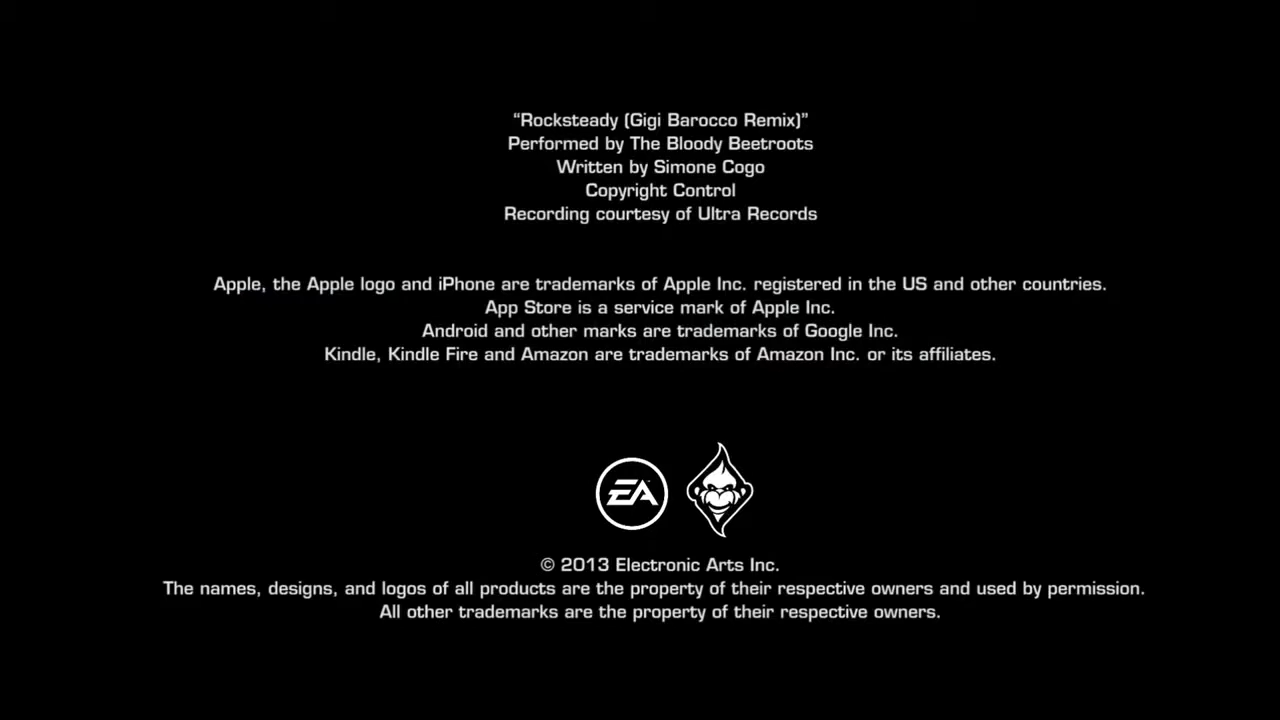 “Rocksteady (Gigi Barocco Remix)”
Performed by The Bloody Beetroots
Written by Simone Cogo
Copyright Control
Recording courtesy of Ultra Records
Apple, the Apple logo and iPhone are trademarks of Apple Inc. registered in the US and other countries.
App Store is a service mark of Apple Inc.
Android and other marks are trademarks of Google Inc.
Kindle, Kindle Fire and Amazon are trademarks of Amazon Inc. or its affiliates.
EA
© 2013 Electronic Arts Inc.
The names, designs, and logos of all products are the property of their respective owners and used by permission.
All other trademarks are the property of their respective owners.